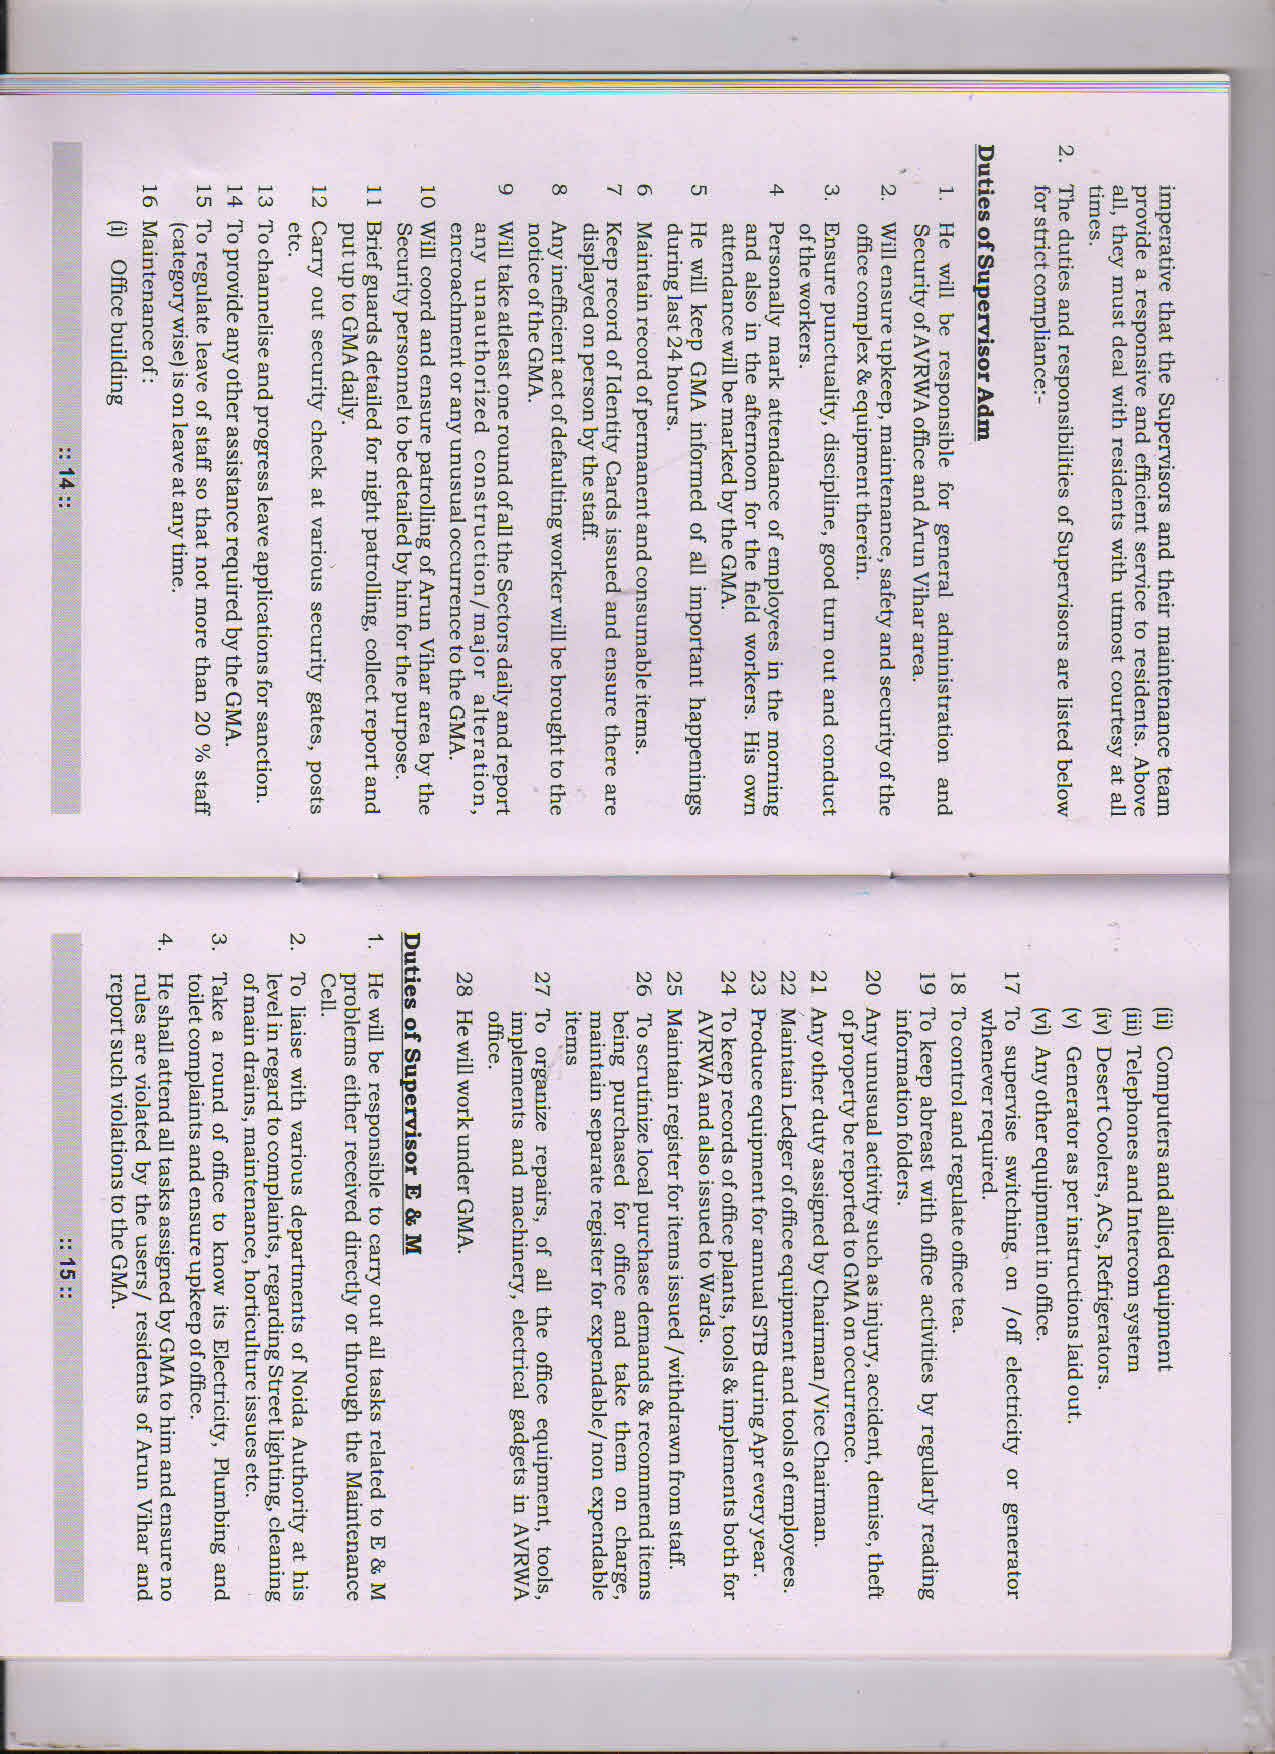 imperative that the Supervisors and their maintenance team
provide a responsive and efficient service to residents. Above
all, they must deal with residents with utmost courtesy at all
times.
2. The duties and responsibilities of Supervisors are listed below
for strict compliance:-
Duties of Supervisor Adm
1. He will be responsible for general administration and
Security of AVRWA office and Arun Vihar area.
2. Will ensure upkeep, maintenance, safety and security of the
office complex & equipment therein.
3. Ensure punctuality, discipline, good turn out and conduct
of the workers.
4 Personally mark attendance of employees in the morning
and also in the afternoon for the field workers. His own
attendance will be marked by the GMA.
5 He will keep GMA informed of all important happenings
during last 24 hours.
6 Maintain record of permanent and consumable items.
7 Keep record of Identity Cards issued and ensure there are
displayed on person by the staff.
8 Any inefficient act of defaulting worker will be brought to the
notice of the GMA.
9 Will take atleast one round of all the Sectors daily and report
any unauthorized construction/major alteration,
encroachment or any unusual occurrence to the GMA.
10 Will coord and ensure patrolling of Arun Vihar area by the
Security personnel to be detailed by him for the purpose.
11 Brief guards detailed for night patrolling, collect report and
put up to GMA daily.
12 Carry out security check at various security gates, posts
etc.
13 To channelise and progress leave applications for sanction.
14 To provide any other assistance required by the GMA.
15 To regulate leave of staff so that not more than 20 % staff
(category wise) is on leave at any time.
16 Maintenance of :
(i) Office building
:: 14 ::
(ii) Computers and allied equipment
(iii) Telephones and Intercom system
(iv) Desert Coolers, ACs, Refrigerators.
(v) Generator as per instructions laid out.
(vi) Any other equipment in office.
17 To supervise switching on /off electricity or generator
whenever required.
18 To control and regulate office tea.
19 To keep abreast with office activities by regularly reading
information folders.
20 Any unusual activity such as injury, accident, demise, theft
of property be reported to GMA on occurrence.
21 Any other duty assigned by Chairman/Vice Chairman.
22 Maintain Ledger of office equipment and tools of employees.
23 Produce equipment for annual STB during Apr every year.
24 To keep records of office plants, tools & implements both for
AVRWA and also issued to Wards.
25 Maintain register for items issued /withdrawn from staff.
26 To scrutinize local purchase demands & recommend items
being purchased for office and take them on charge,
maintain separate register for expendable/non expendable
items
27 To organize repairs, of all the office equipment, tools,
implements and machinery, electrical gadgets in AVRWA
office.
28 He will work under GMA.
Duties of Supervisor E & M
1. He will be responsible to carry out all tasks related to E & M
problems either received directly or through the Maintenance
Cell.
2. To liaise with various departments of Noida Authority at his
level in regard to complaints, regarding Street lighting, cleaning
of main drains, maintenance, horticulture issues etc.
3. Take a round of office to know its Electricity, Plumbing and
toilet complaints and ensure upkeep of office.
4. He shall attend all tasks assigned by GMA to him and ensure no
rules are violated by the users/ residents of Arun Vihar and
report such violations to the GMA.
:: 15 ::